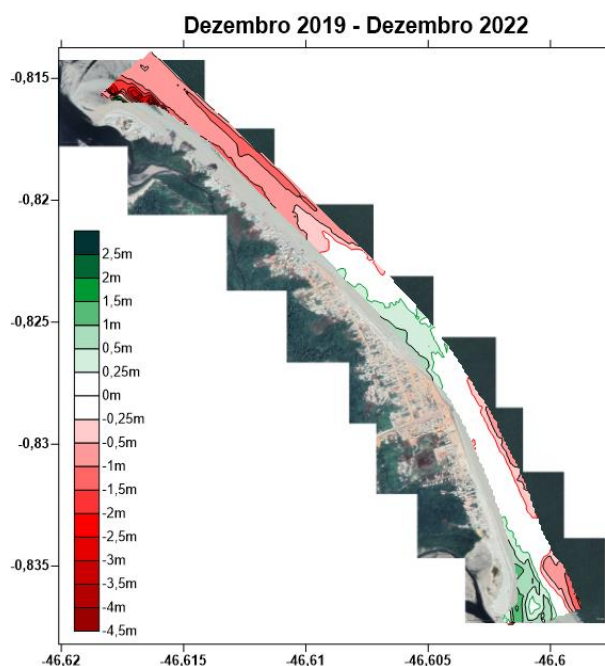 Dezembro 2019 - Dezembro 2022
-0,815
-0,82
-0,825
-0,83
-0,835
2,5m
2m
1,5m
1m
0,5m
0,25m
0m
-0,25m
-0,5m
-1m
-1,5m
-2m
-2,5m
-3m
-3,5m
-4m
-4,5m
-46.62
-46.615
-46.61
-46.605
-46.6